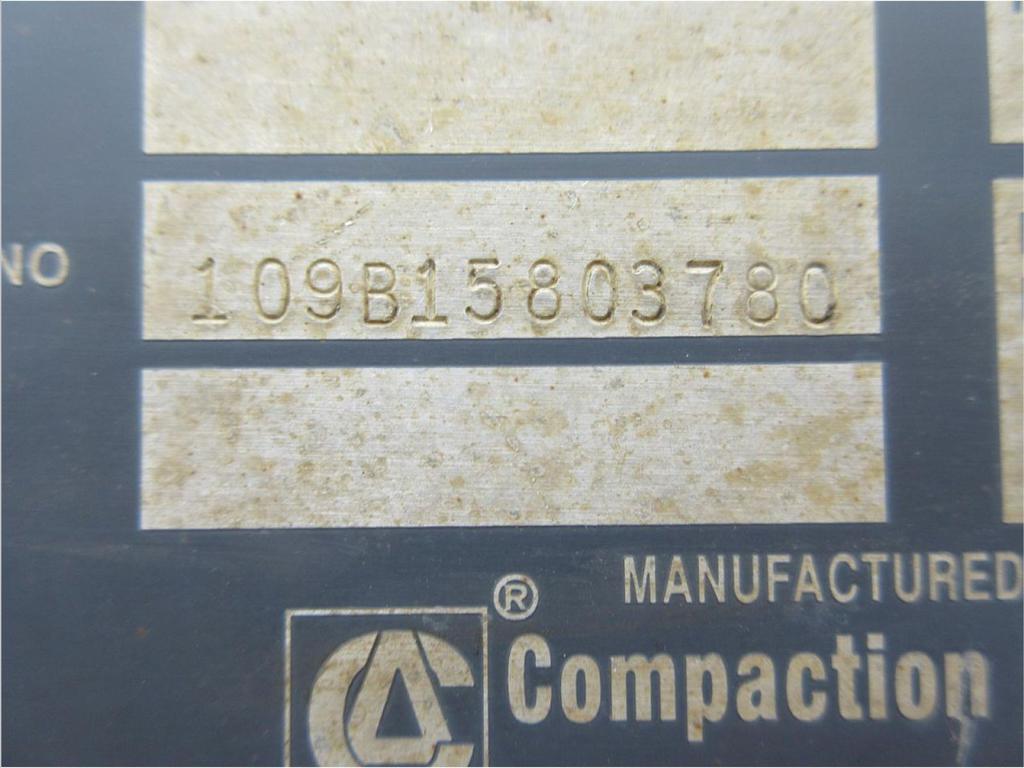 NO
109B15803780
MANUFACTURED
®
Compaction